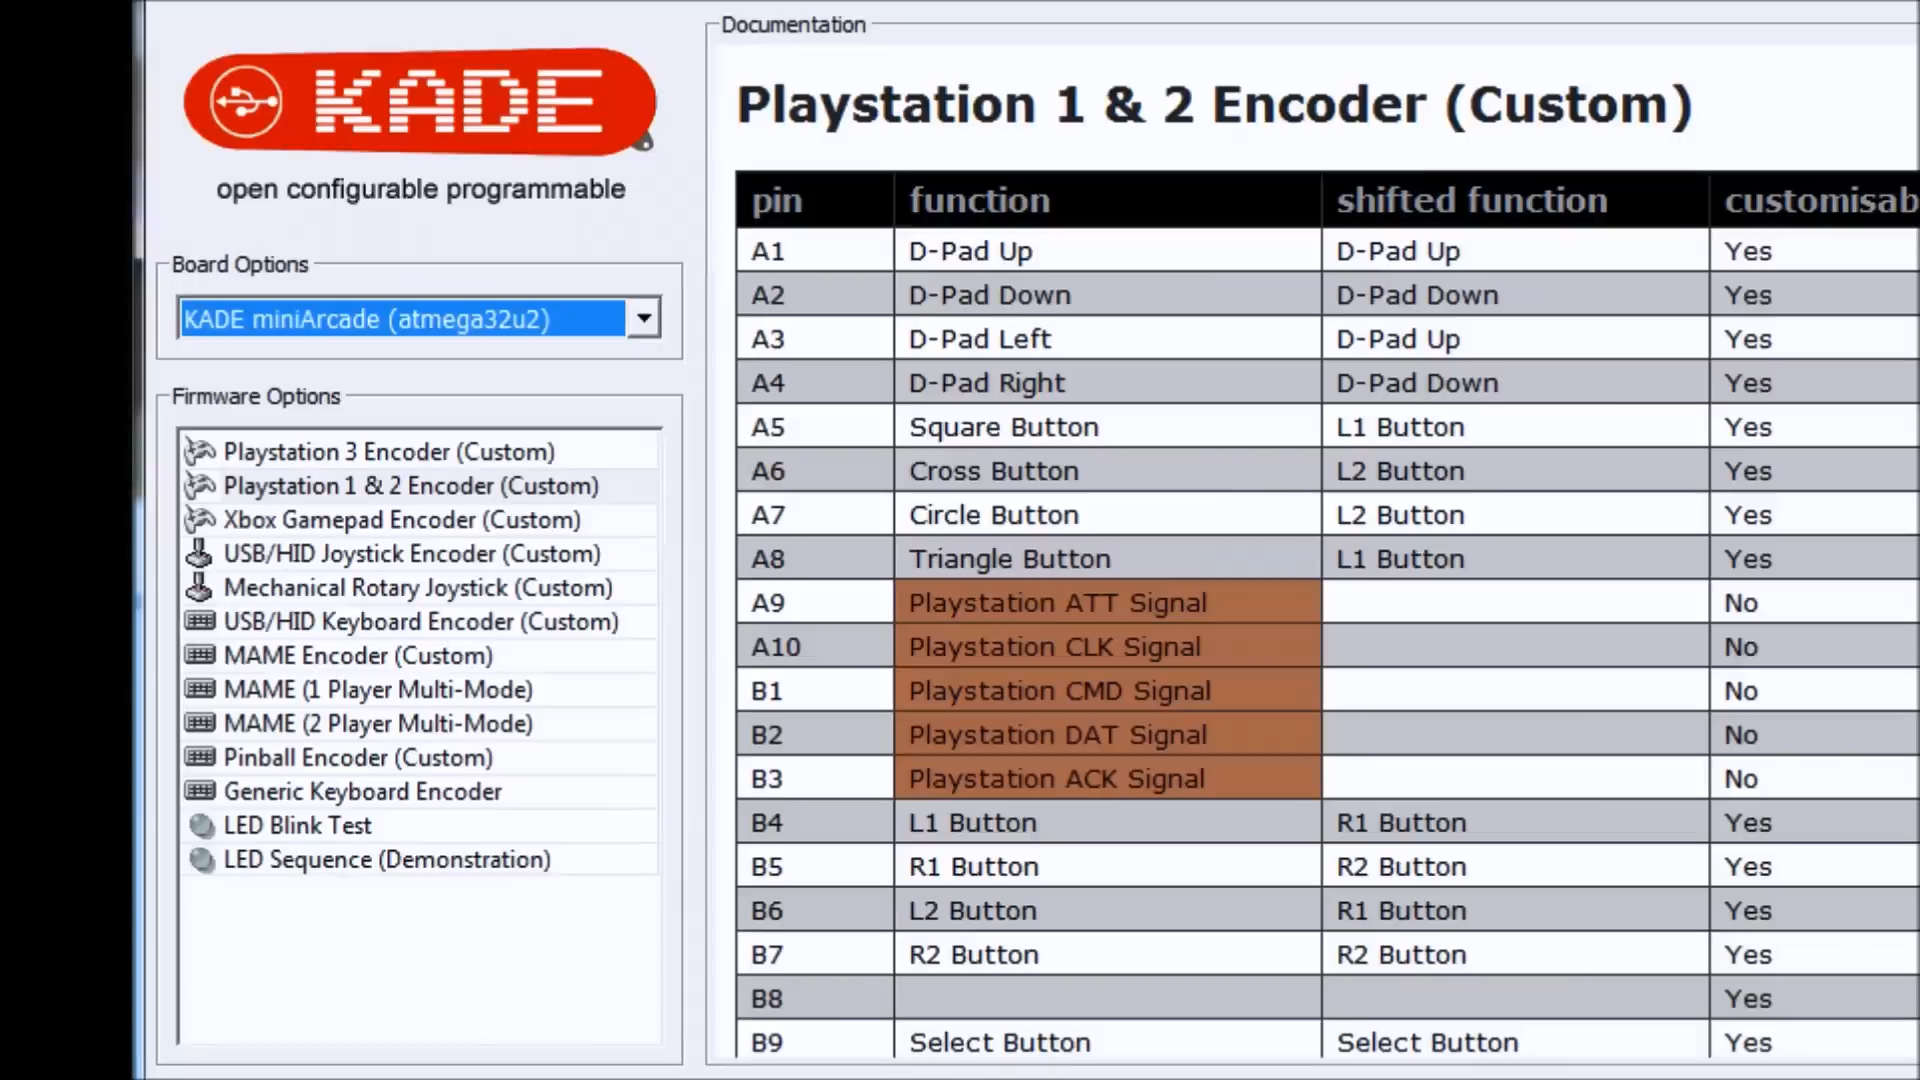 KADE
open configurable programmable
Board Options
KADE miniArcade (atmega32u2)
Firmware Options
Playstation 3 Encoder (Custom)
Playstation 1 & 2 Encoder (Custom)
Xbox Gamepad Encoder (Custom)
USB/HID Joystick Encoder (Custom)
Mechanical Rotary Joystick (Custom)
USB/HID Keyboard Encoder (Custom)
MAME Encoder (Custom)
MAME (1 Player Multi-Mode)
MAME (2 Player Multi-Mode)
Pinball Encoder (Custom)
Generic Keyboard Encoder
LED Blink Test
LED Sequence (Demonstration)
Documentation
Playstation 1 & 2 Encoder (Custom)
pin function shifted function customisab
A1 D-Pad Up D-Pad Up Yes
A2 D-Pad Down D-Pad Down Yes
A3 D-Pad Left D-Pad Up Yes
A4 D-Pad Right D-Pad Down Yes
A5 Square Button L1 Button Yes
A6 Cross Button L2 Button Yes
A7 Circle Button L2 Button Yes
A8 Triangle Button L1 Button Yes
A9 Playstation ATT Signal No
A10 Playstation CLK Signal No
B1 Playstation CMD Signal No
B2 Playstation DAT Signal No
B3 Playstation ACK Signal No
B4 L1 Button R1 Button Yes
B5 R1 Button R2 Button Yes
B6 L2 Button R1 Button Yes
B7 R2 Button R2 Button Yes
B8 Yes
B9 Select Button Select Button Yes